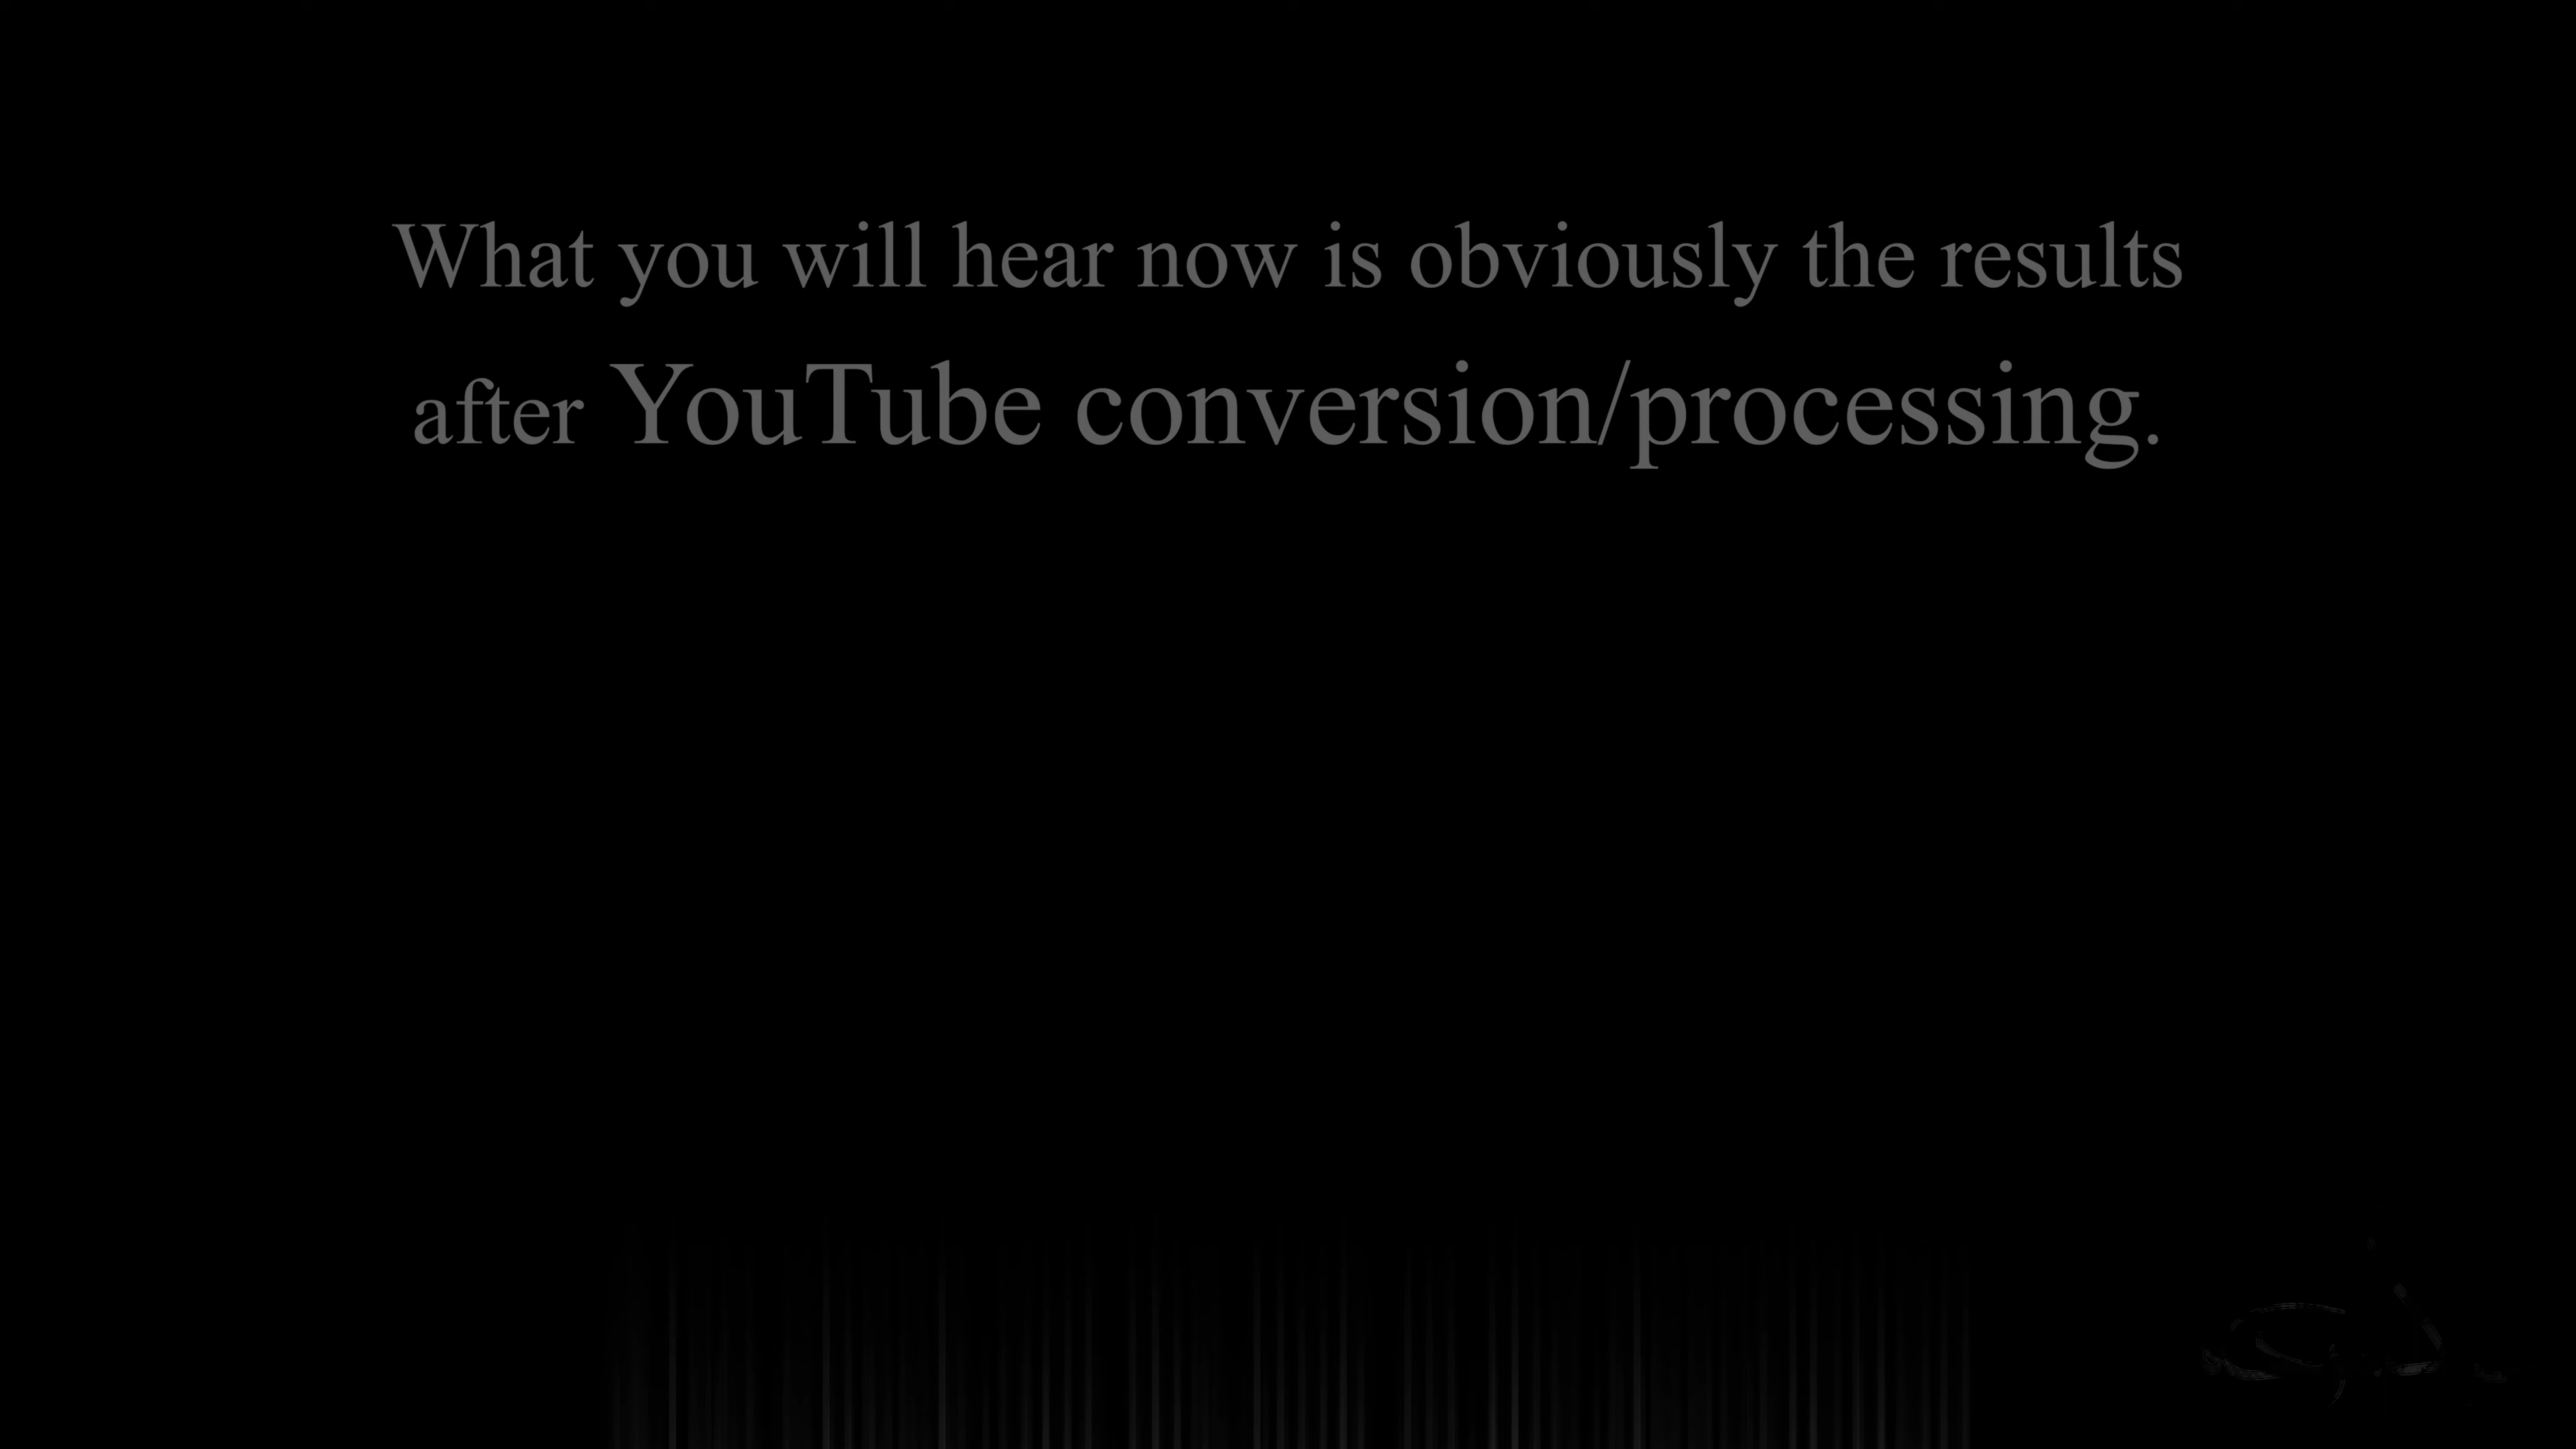 What you will hear now is obviously the results
after YouTube conversion/processing.